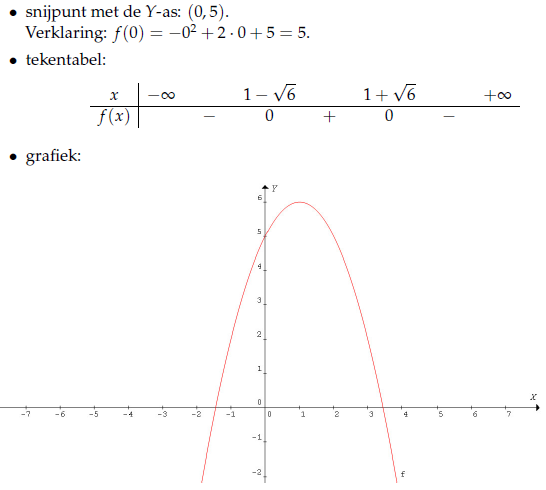 • snijpunt met de Y-as: (0, 5).
Verklaring: f(0) = −0² + 2 · 0 + 5 = 5.
• tekentabel:
x −∞ 1 − √6 1 + √6 +∞
f(x) − 0 + 0 −
• grafiek:
Y
6
5
4
3
2
1
0
X
-7 -6 -5 -4 -3 -2 -1 0 1 2 3 4 5 6 7
-1
-2
f